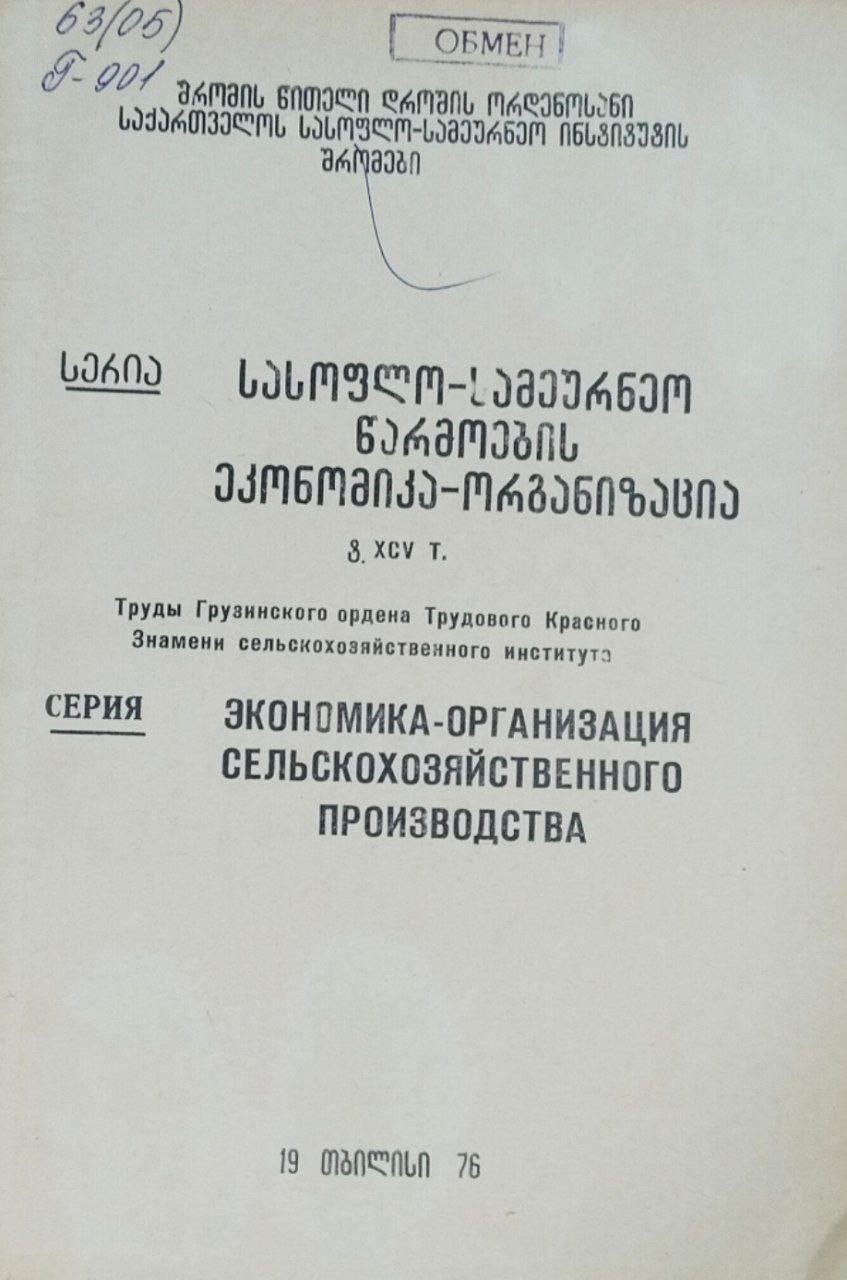 63(05)
Г-901
ОБМЕН
შრომის წითელი დროშის ორდენოსანი
საქართველოს სასოფლო-სამეურნეო ინსტიტუტის
შრომები
სერია
სასოფლო-სამეურნეო
წარმოების
ეკონომიკა-ორგანიზაცია
ტ. XCV т.
Труды Грузинского ордена Трудового Красного
Знамени сельскохозяйственного института
СЕРИЯ
ЭКОНОМИКА-ОРГАНИЗАЦИЯ
СЕЛЬСКОХОЗЯЙСТВЕННОГО
ПРОИЗВОДСТВА
19 თბილისი 76